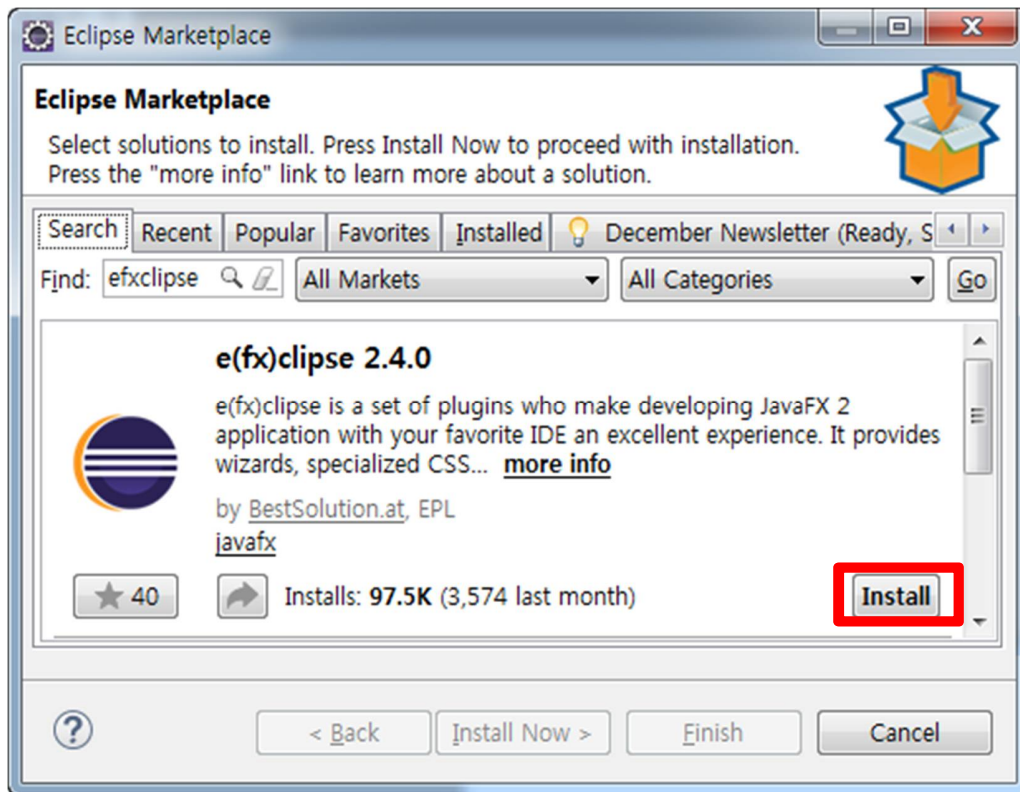 Eclipse Marketplace
Eclipse Marketplace
Select solutions to install. Press Install Now to proceed with installation.
Press the "more info" link to learn more about a solution.
Search Recent Popular Favorites Installed December Newsletter (Ready, S
Find: efxclipse All Markets All Categories Go
e(fx)clipse 2.4.0
e(fx)clipse is a set of plugins who make developing JavaFX 2
application with your favorite IDE an excellent experience. It provides
wizards, specialized CSS... more info
by BestSolution.at, EPL
javafx
40 Installs: 97.5K (3,574 last month) Install
? < Back Install Now > Finish Cancel